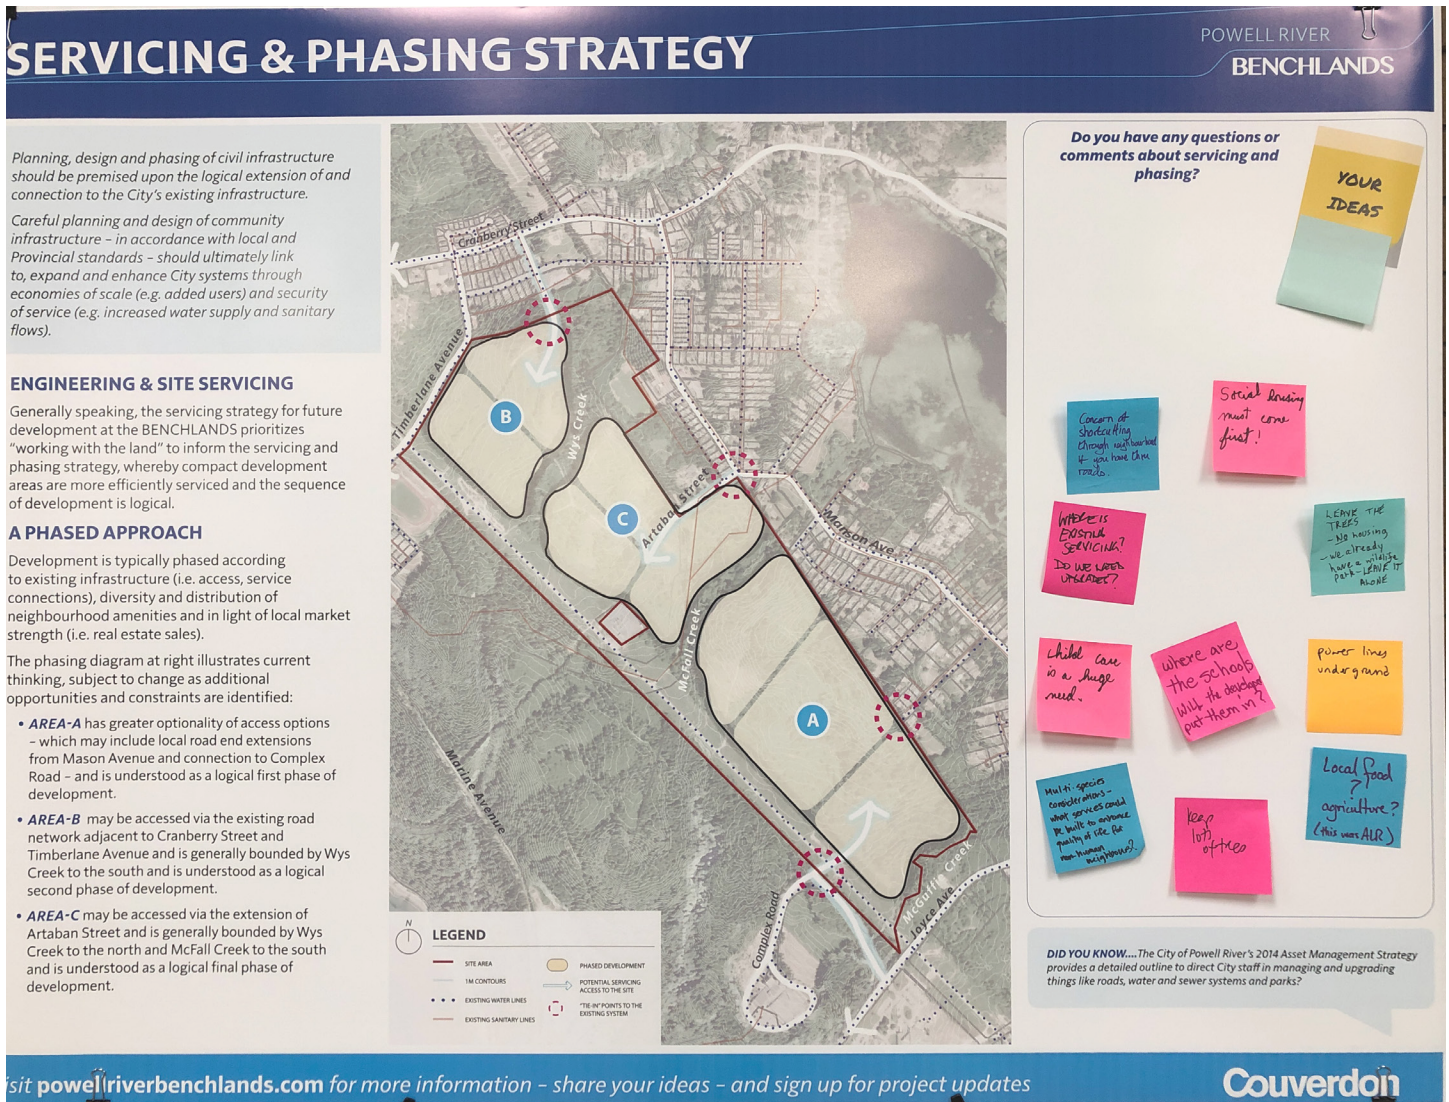 SERVICING & PHASING STRATEGY
POWELL RIVER
BENCHLANDS
Planning, design and phasing of civil infrastructure
should be premised upon the logical extension of and
connection to the City's existing infrastructure.
Careful planning and design of community
infrastructure – in accordance with local and
Provincial standards – should ultimately link
to, expand and enhance City systems through
economies of scale (e.g. added users) and security
of service (e.g. increased water supply and sanitary
flows).
ENGINEERING & SITE SERVICING
Generally speaking, the servicing strategy for future
development at the BENCHLANDS prioritizes
"working with the land" to inform the servicing and
phasing strategy, whereby compact development
areas are more efficiently serviced and the sequence
of development is logical.
A PHASED APPROACH
Development is typically phased according
to existing infrastructure (i.e. access, service
connections), diversity and distribution of
neighbourhood amenities and in light of local market
strength (i.e. real estate sales).
The phasing diagram at right illustrates current
thinking, subject to change as additional
opportunities and constraints are identified:
• AREA-A has greater optionality of access options
– which may include local road end extensions
from Mason Avenue and connection to Complex
Road – and is understood as a logical first phase of
development.
• AREA-B may be accessed via the existing road
network adjacent to Cranberry Street and
Timberlane Avenue and is generally bounded by Wys
Creek to the south and is understood as a logical
second phase of development.
• AREA-C may be accessed via the extension of
Artaban Street and is generally bounded by Wys
Creek to the north and McFall Creek to the south
and is understood as a logical final phase of
development.
Cranberry Street
Timberlane Avenue
Wys Creek
B
C
Artaban Street
Manson Ave
McFall Creek
A
Marine Avenue
McGuffie Creek
Joyce Ave
Complex Road
N
LEGEND
SITE AREA
1M CONTOURS
EXISTING WATER LINES
EXISTING SANITARY LINES
PHASED DEVELOPMENT
POTENTIAL SERVICING
ACCESS TO THE SITE
"TIE-IN" POINTS TO THE
EXISTING SYSTEM
Do you have any questions or
comments about servicing and
phasing?
YOUR
IDEAS
Concern of
shortcutting
through neighbourhood
if you have thru
roads.
Social housing
must come
first!
WHERE IS
EXISTING
SERVICING?
DO WE NEED
UPGRADES?
LEAVE THE
TREES
- No housing
- we already
have a wildlife
park - LEAVE IT
ALONE
Child care
is a huge
need.
where are
the schools
will the developer
put them in?
power lines
underground
Multi-species
considerations -
what services could
be built to enhance
quality of life for
non-human
neighbours?
keep
lots
of trees
Local food
?
agriculture?
(this was ALR)
DID YOU KNOW....The City of Powell River's 2014 Asset Management Strategy
provides a detailed outline to direct City staff in managing and upgrading
things like roads, water and sewer systems and parks?
isit powellriverbenchlands.com for more information – share your ideas – and sign up for project updates
Couverdon